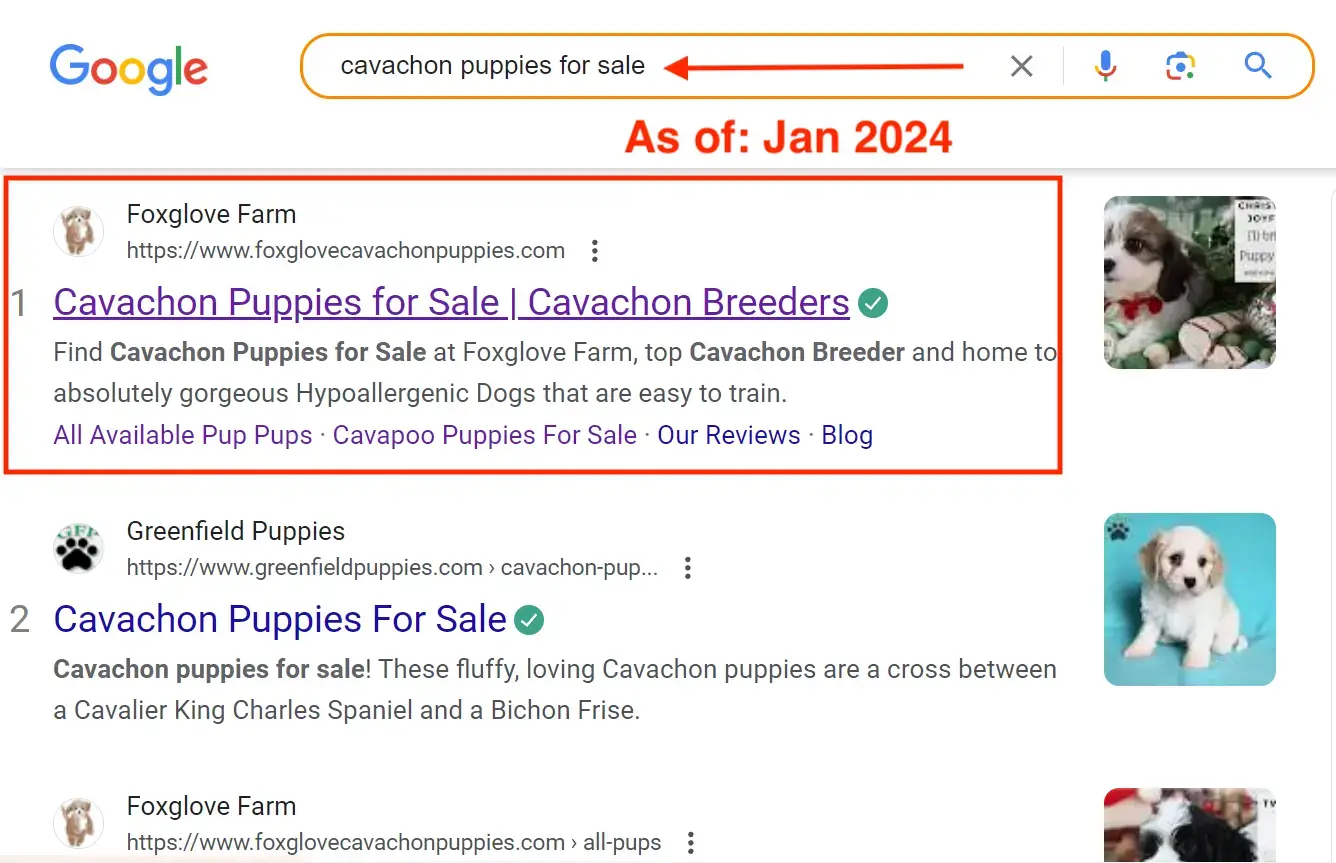 Google
cavachon puppies for sale
As of: Jan 2024
Foxglove Farm
https://www.foxglovecavachonpuppies.com
1
Cavachon Puppies for Sale | Cavachon Breeders
Find Cavachon Puppies for Sale at Foxglove Farm, top Cavachon Breeder and home to
absolutely gorgeous Hypoallergenic Dogs that are easy to train.
All Available Pup Pups · Cavapoo Puppies For Sale · Our Reviews · Blog
Puppy
GFP
Greenfield Puppies
https://www.greenfieldpuppies.com › cavachon-pup...
2
Cavachon Puppies For Sale
Cavachon puppies for sale! These fluffy, loving Cavachon puppies are a cross between
a Cavalier King Charles Spaniel and a Bichon Frise.
Foxglove Farm
https://www.foxglovecavachonpuppies.com › all-pups